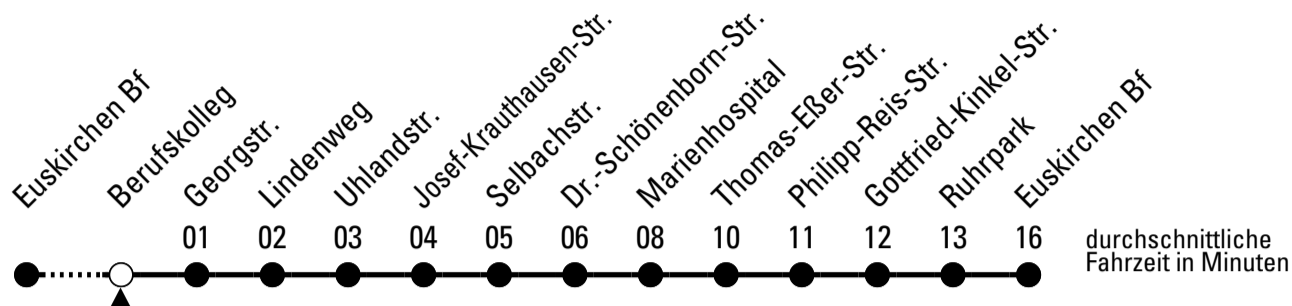 Euskirchen Bf
Berufskolleg
Georgstr.
Lindenweg
Uhlandstr.
Josef-Krauthausen-Str.
Selbachstr.
Dr.-Schönenborn-Str.
Marienhospital
Thomas-Eßer-Str.
Philipp-Reis-Str.
Gottfried-Kinkel-Str.
Ruhrpark
Euskirchen Bf
01 02 03 04 05 06 08 10 11 12 13 16
durchschnittliche
Fahrzeit in Minuten